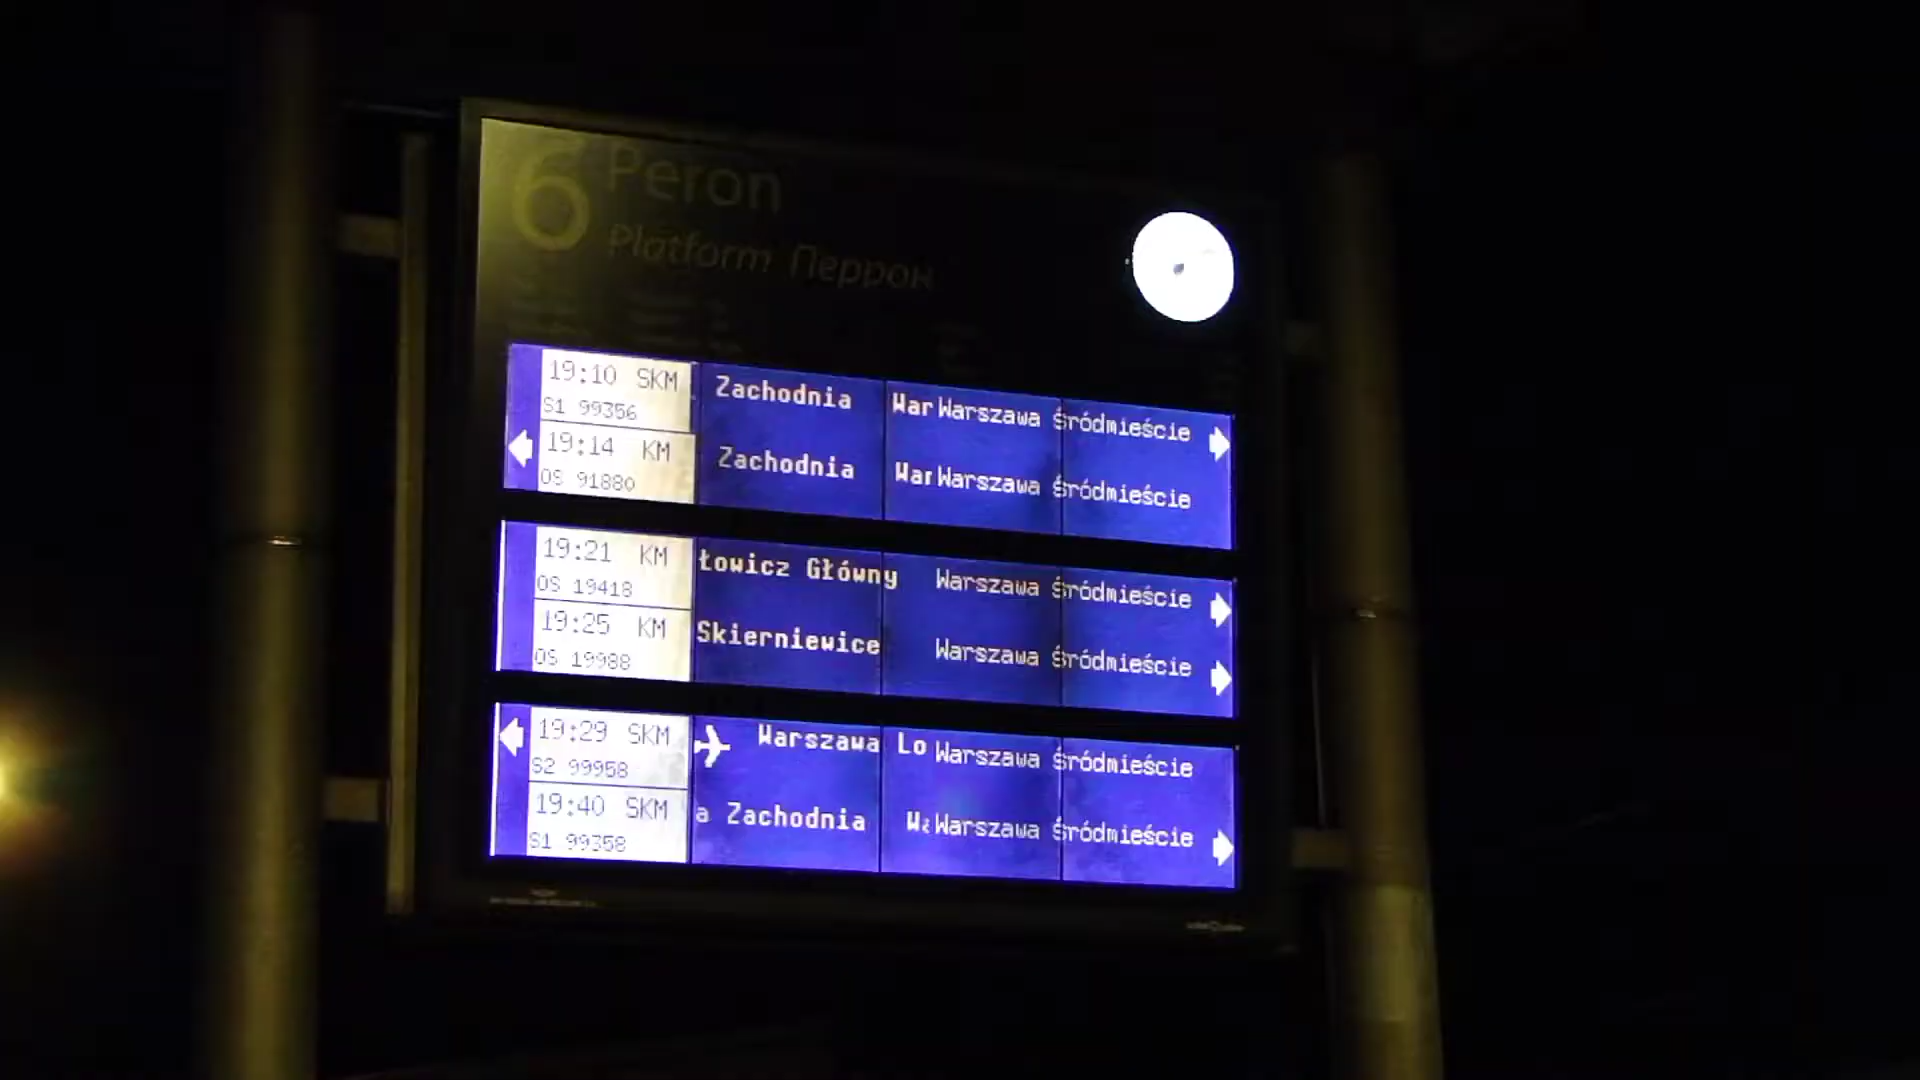 6 Peron
Platform Перрон
19:10 SKM Zachodnia War Warszawa Śródmieście
S1 99356
19:14 KM Zachodnia War Warszawa Śródmieście
OS 91880
19:21 KM Łowicz Główny Warszawa Śródmieście
OS 19418
19:25 KM Skierniewice Warszawa Śródmieście
OS 19988
19:29 SKM Warszawa Lo Warszawa Śródmieście
S2 99958
19:40 SKM a Zachodnia Wa Warszawa Śródmieście
S1 99358